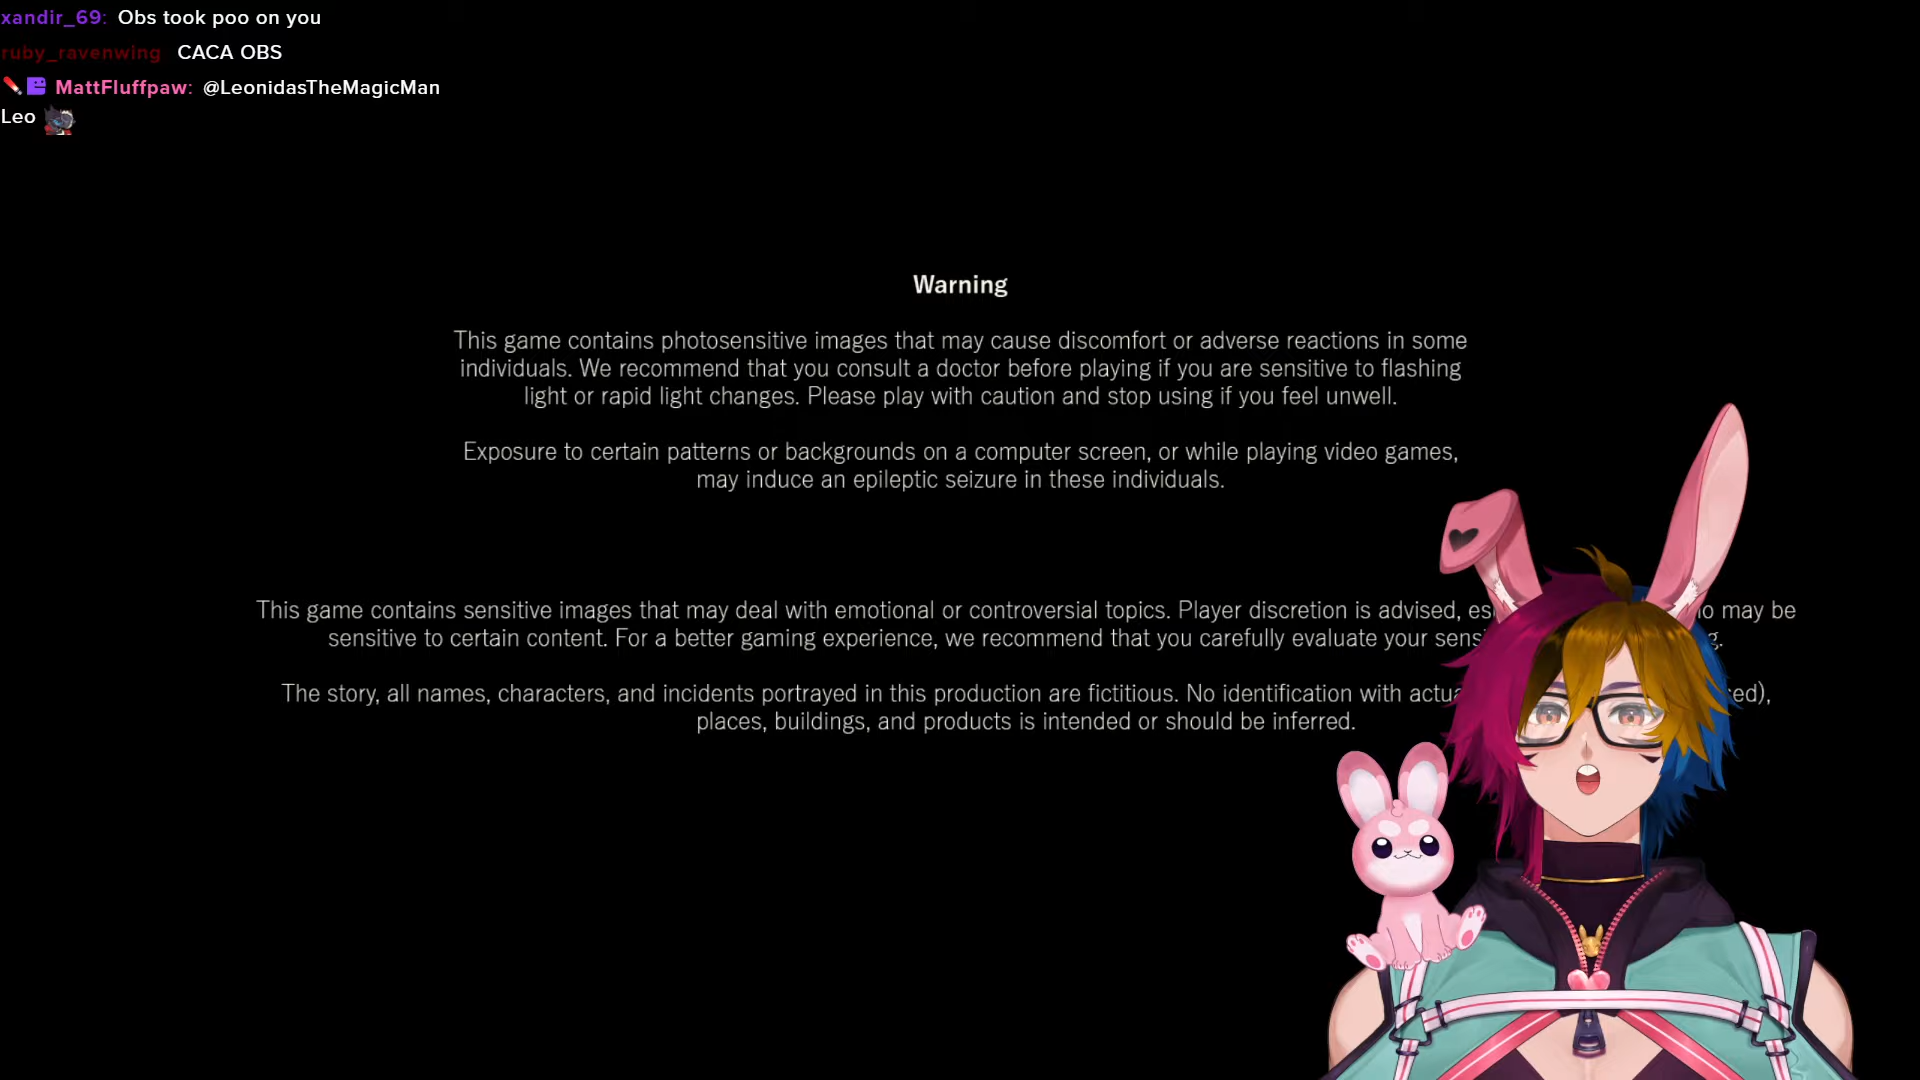 xandir_69: Obs took poo on you
ruby_ravenwing CACA OBS
MattFluffpaw: @LeonidasTheMagicMan
Leo
Warning
This game contains photosensitive images that may cause discomfort or adverse reactions in some
individuals. We recommend that you consult a doctor before playing if you are sensitive to flashing
light or rapid light changes. Please play with caution and stop using if you feel unwell.
Exposure to certain patterns or backgrounds on a computer screen, or while playing video games,
may induce an epileptic seizure in these individuals.
This game contains sensitive images that may deal with emotional or controversial topics. Player discretion is advised, may be
sensitive to certain content. For a better gaming experience, we recommend that you carefully evaluate your
The story, all names, characters, and incidents portrayed in this production are fictitious. No identification with
places, buildings, and products is intended or should be inferred.